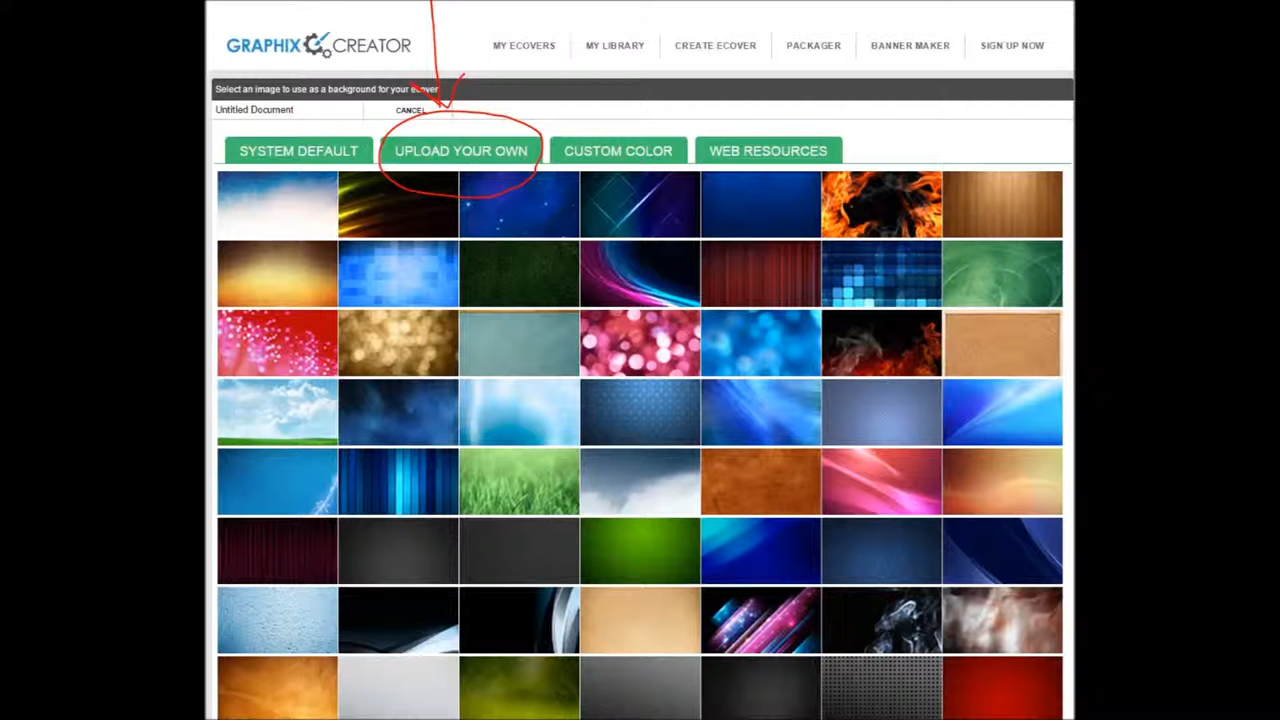 GRAPHIX CREATOR
MY ECOVERS MY LIBRARY CREATE ECOVER PACKAGER BANNER MAKER SIGN UP NOW
Select an image to use as a background for your ecover
Untitled Document CANCEL
SYSTEM DEFAULT UPLOAD YOUR OWN CUSTOM COLOR WEB RESOURCES